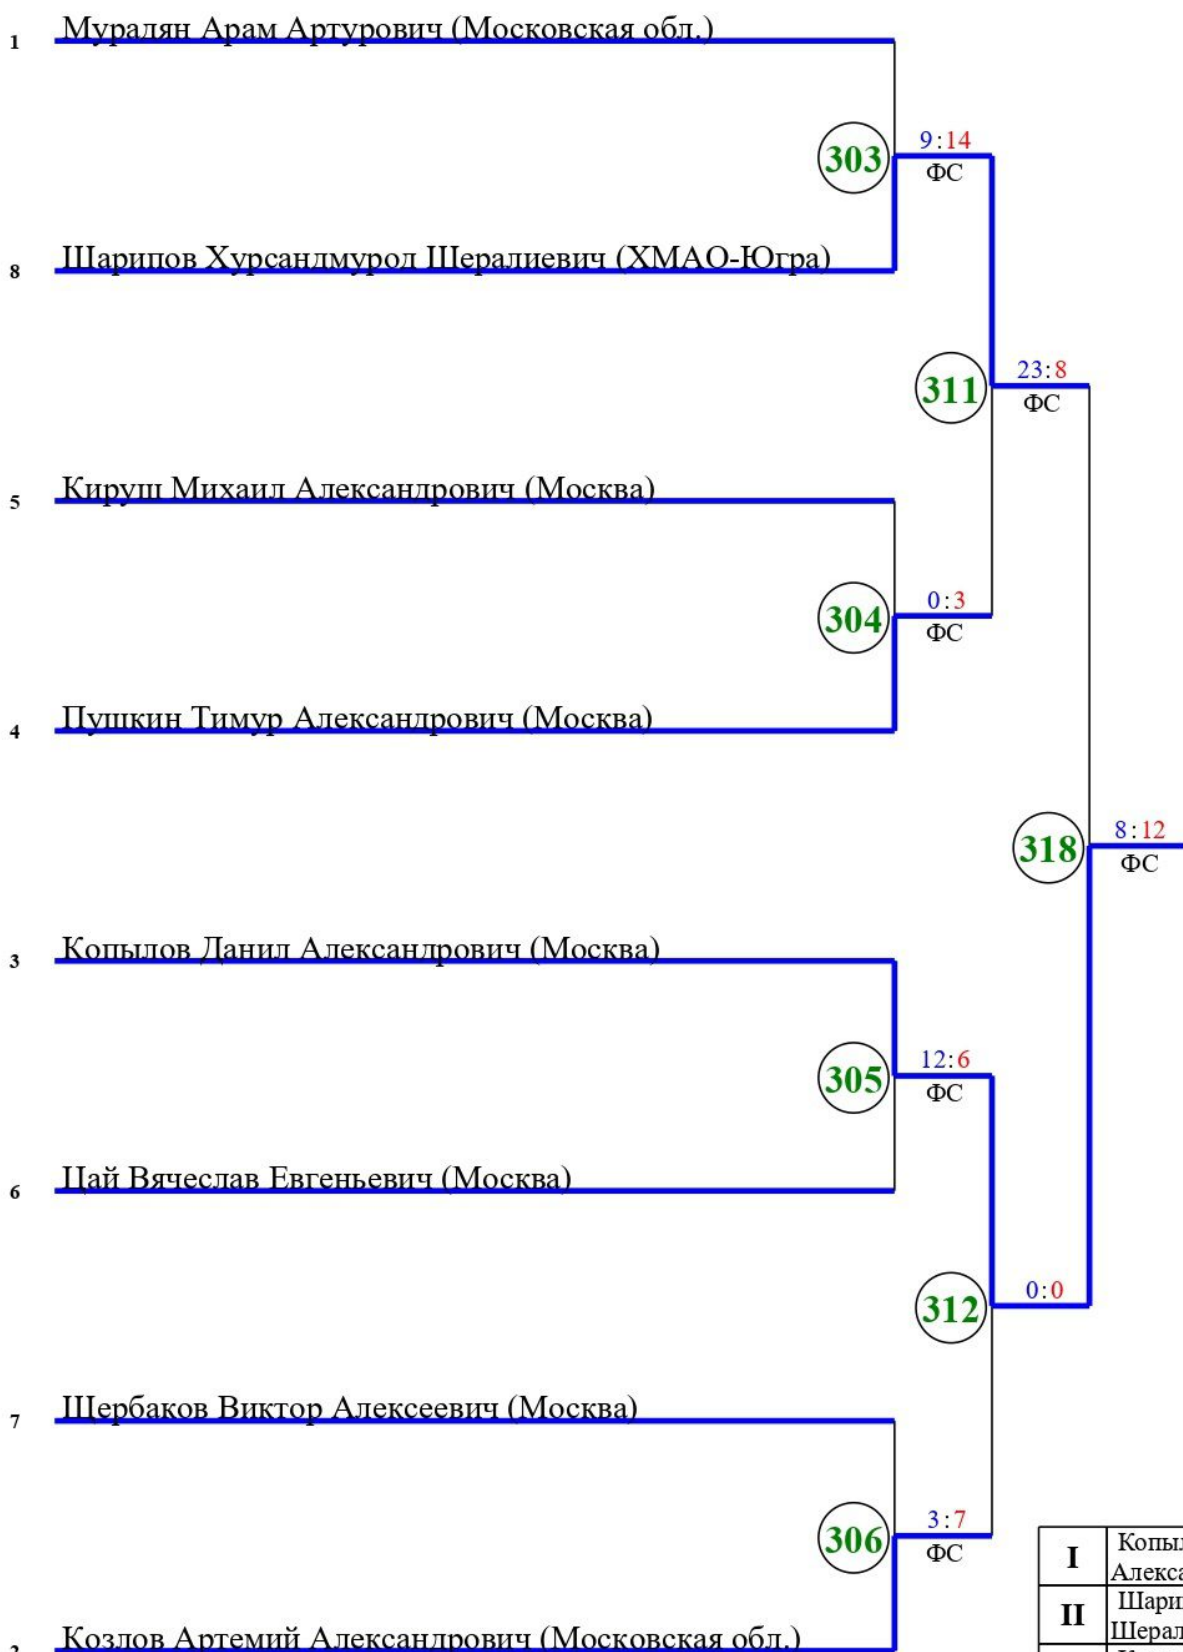 1 Мурадян Арам Артурович (Московская обл.)
9:14
303
ФС
8 Шарипов Хурсандмурод Шералиевич (ХМАО-Югра)
23:8
311
ФС
5 Кируш Михаил Александрович (Москва)
0:3
304
ФС
4 Пушкин Тимур Александрович (Москва)
8:12
318
ФС
3 Копылов Данил Александрович (Москва)
12:6
305
ФС
6 Цай Вячеслав Евгеньевич (Москва)
0:0
312
7 Щербаков Виктор Алексеевич (Москва)
3:7
306
ФС
I
II
Козлов Артемий Александрович (Московская обл.)